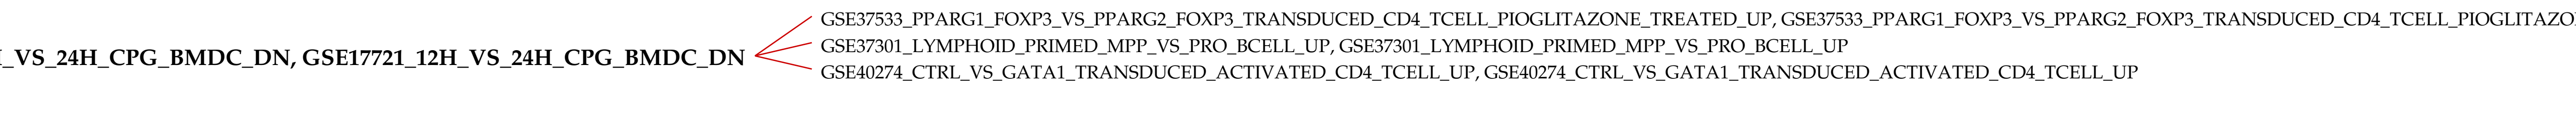 GSE37533_PPARG1_FOXP3_VS_PPARG2_FOXP3_TRANSDUCED_CD4_TCELL_PIOGLITAZONE_TREATED_UP, GSE37533_PPARG1_FOXP3_VS_PPARG2_FOXP3_TRANSDUCED_CD4_TCELL_PIOGLITAZO
GSE37301_LYMPHOID_PRIMED_MPP_VS_PRO_BCELL_UP, GSE37301_LYMPHOID_PRIMED_MPP_VS_PRO_BCELL_UP
_VS_24H_CPG_BMDC_DN, GSE17721_12H_VS_24H_CPG_BMDC_DN
GSE40274_CTRL_VS_GATA1_TRANSDUCED_ACTIVATED_CD4_TCELL_UP, GSE40274_CTRL_VS_GATA1_TRANSDUCED_ACTIVATED_CD4_TCELL_UP